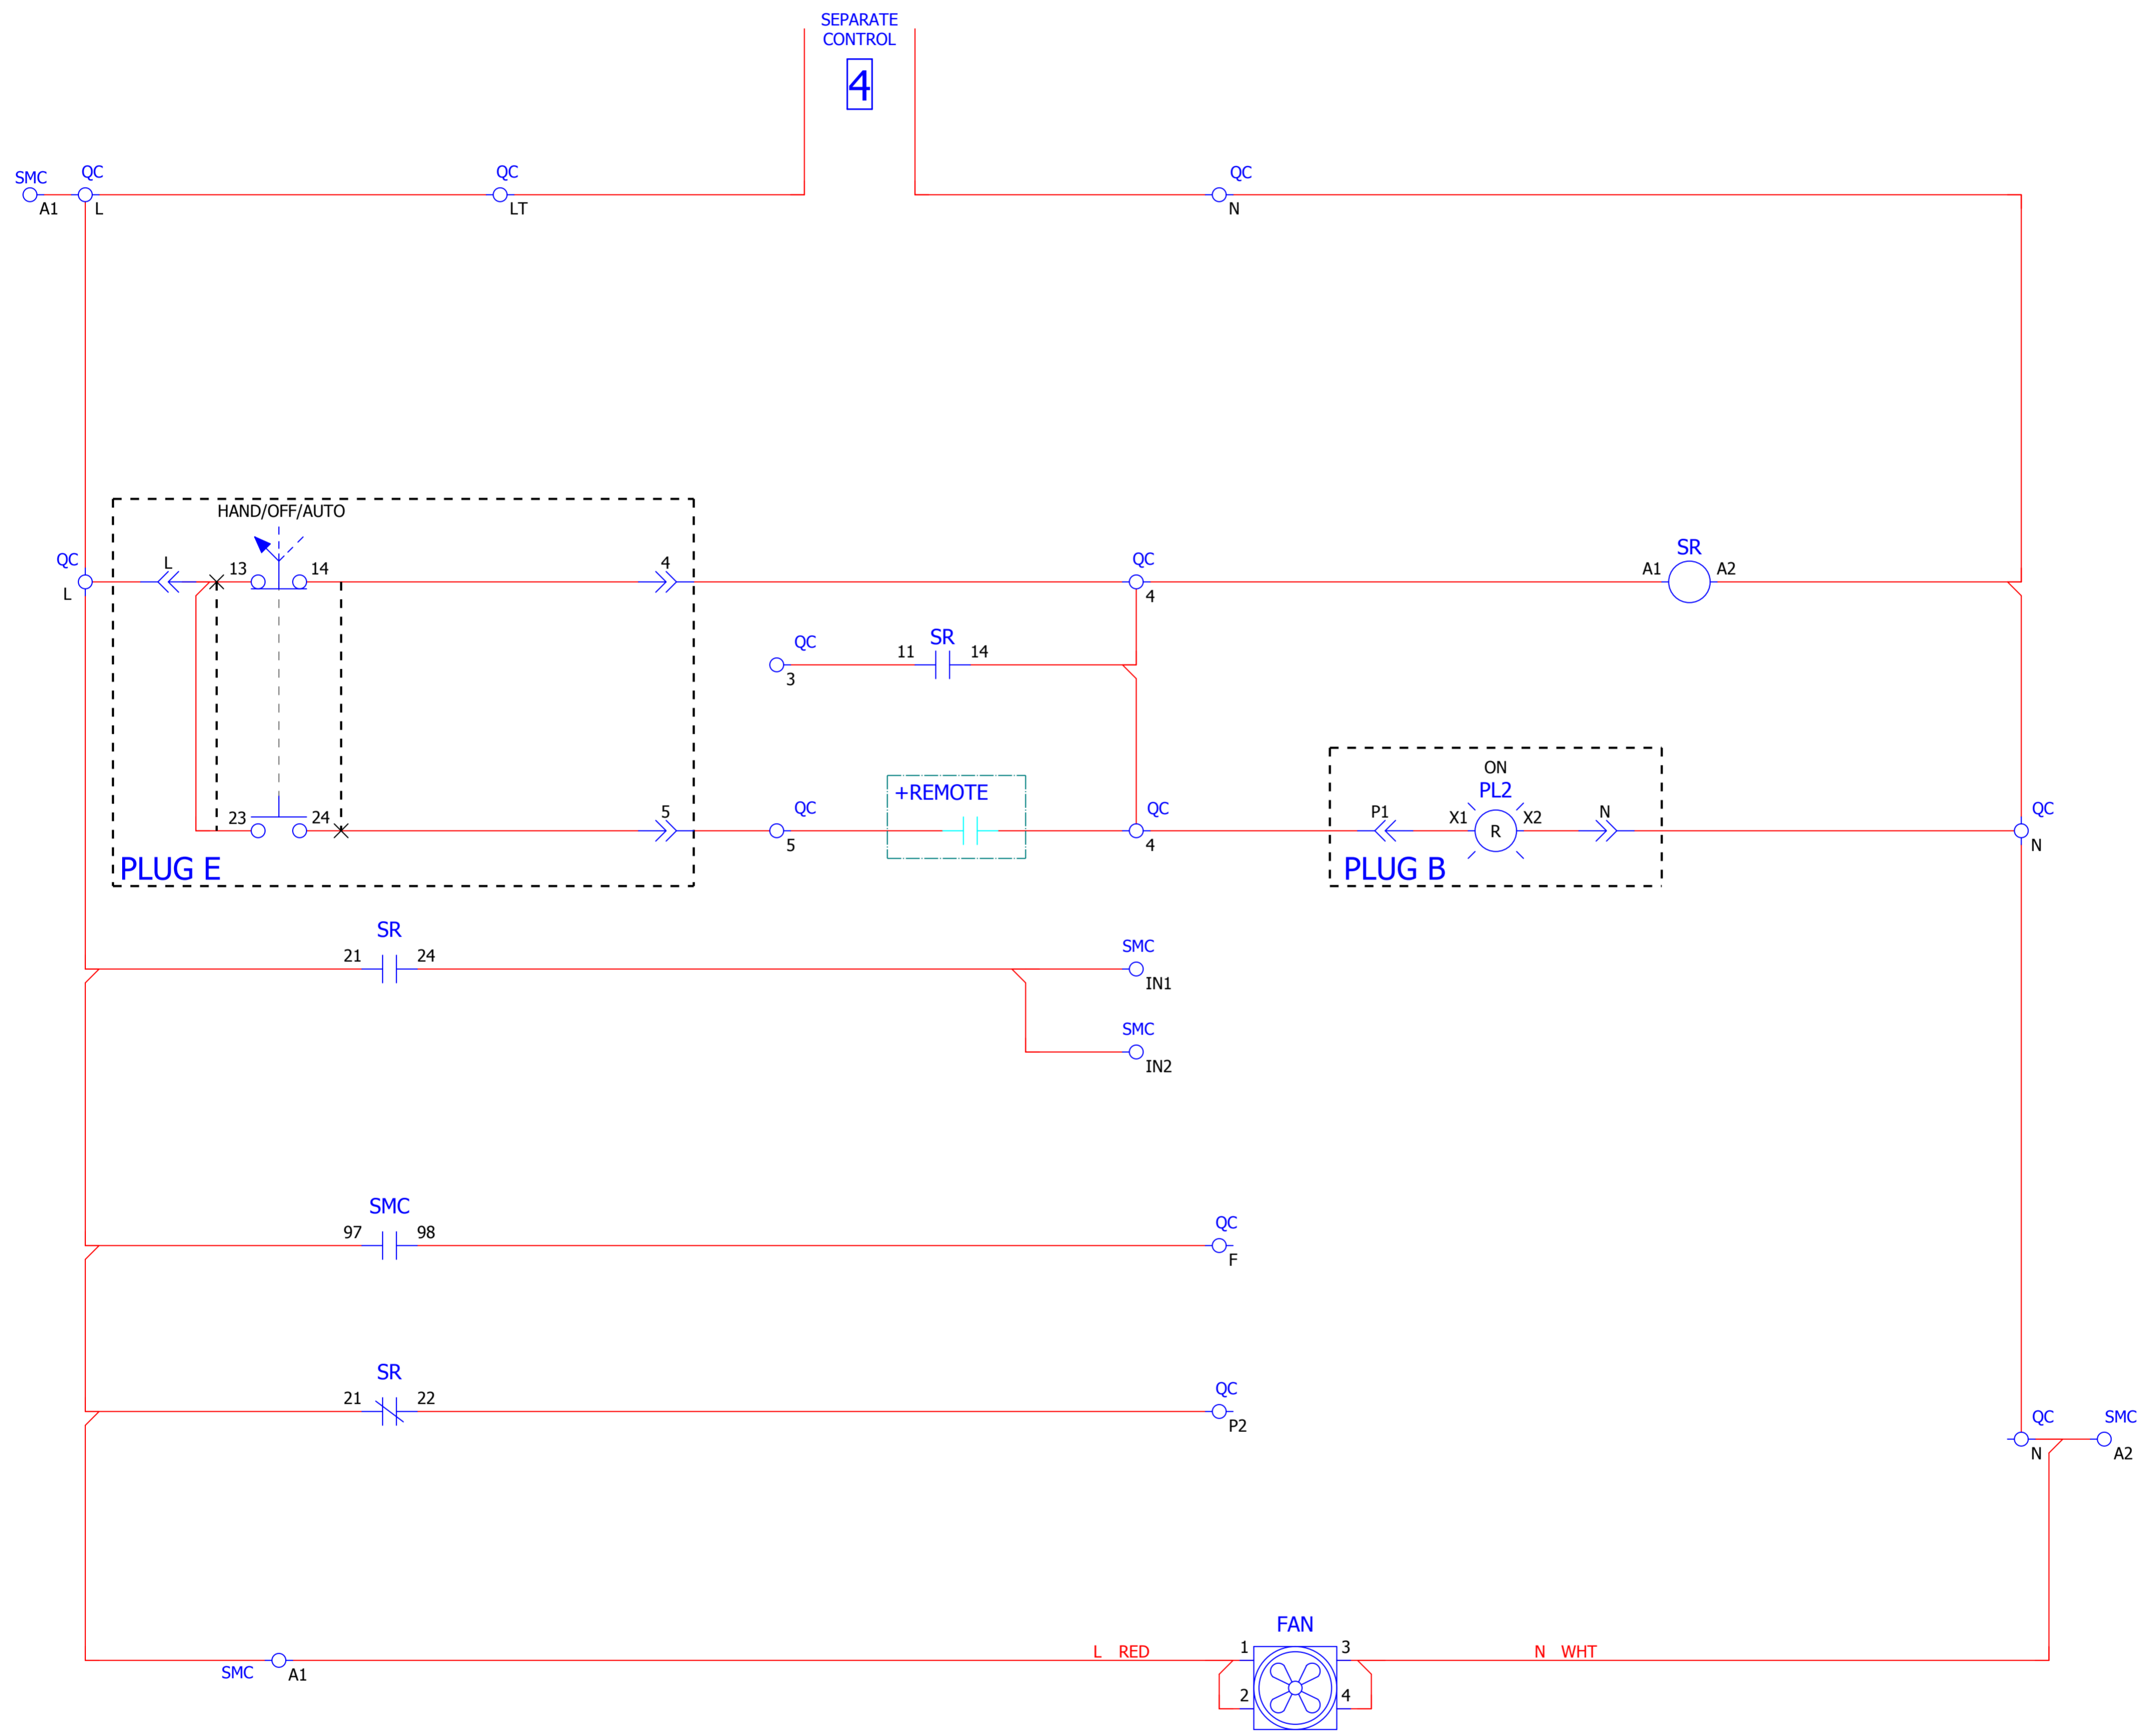 SEPARATE
CONTROL
4
SMC
A1
QC
L
QC
LT
QC
N
HAND/OFF/AUTO
QC
L
L
13
14
4
QC
4
SR
A1
A2
QC
3
SR
11
14
23
24
5
PLUG E
QC
5
+REMOTE
QC
4
ON
PL2
P1
X1
R
X2
N
PLUG B
QC
N
SR
21
24
SMC
IN1
SMC
IN2
SMC
97
98
QC
F
SR
21
22
QC
P2
QC
N
SMC
A2
SMC
A1
L RED
FAN
1
3
2
4
N WHT